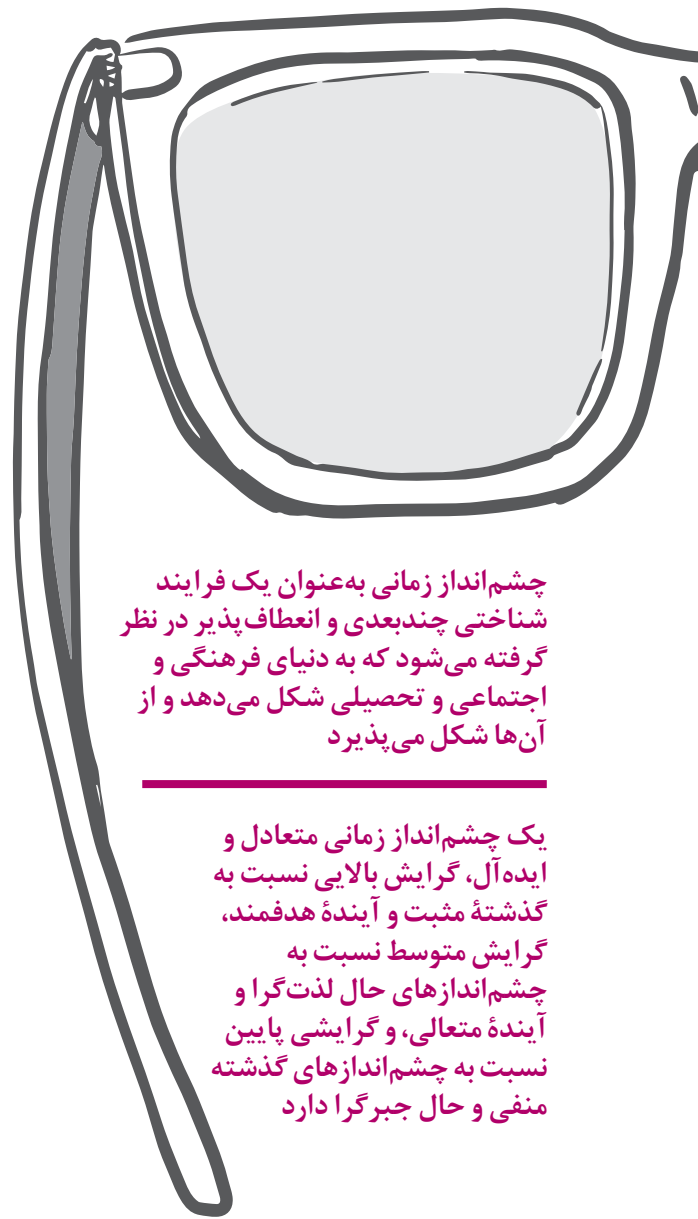 چشم‌انداز زمانی به‌عنوان یک فرایند
شناختی چندبعدی و انعطاف‌پذیر در نظر
گرفته می‌شود که به دنیای فرهنگی و
اجتماعی و تحصیلی شکل می‌دهد و از
آن‌ها شکل می‌پذیرد
یک چشم‌انداز زمانی متعادل و
ایده‌آل، گرایش بالایی نسبت به
گذشتهٔ مثبت و آیندهٔ هدفمند،
گرایش متوسط نسبت به
چشم‌اندازهای حال لذت‌گرا و
آیندهٔ متعالی، و گرایشی پایین
نسبت به چشم‌اندازهای گذشته
منفی و حال جبرگرا دارد